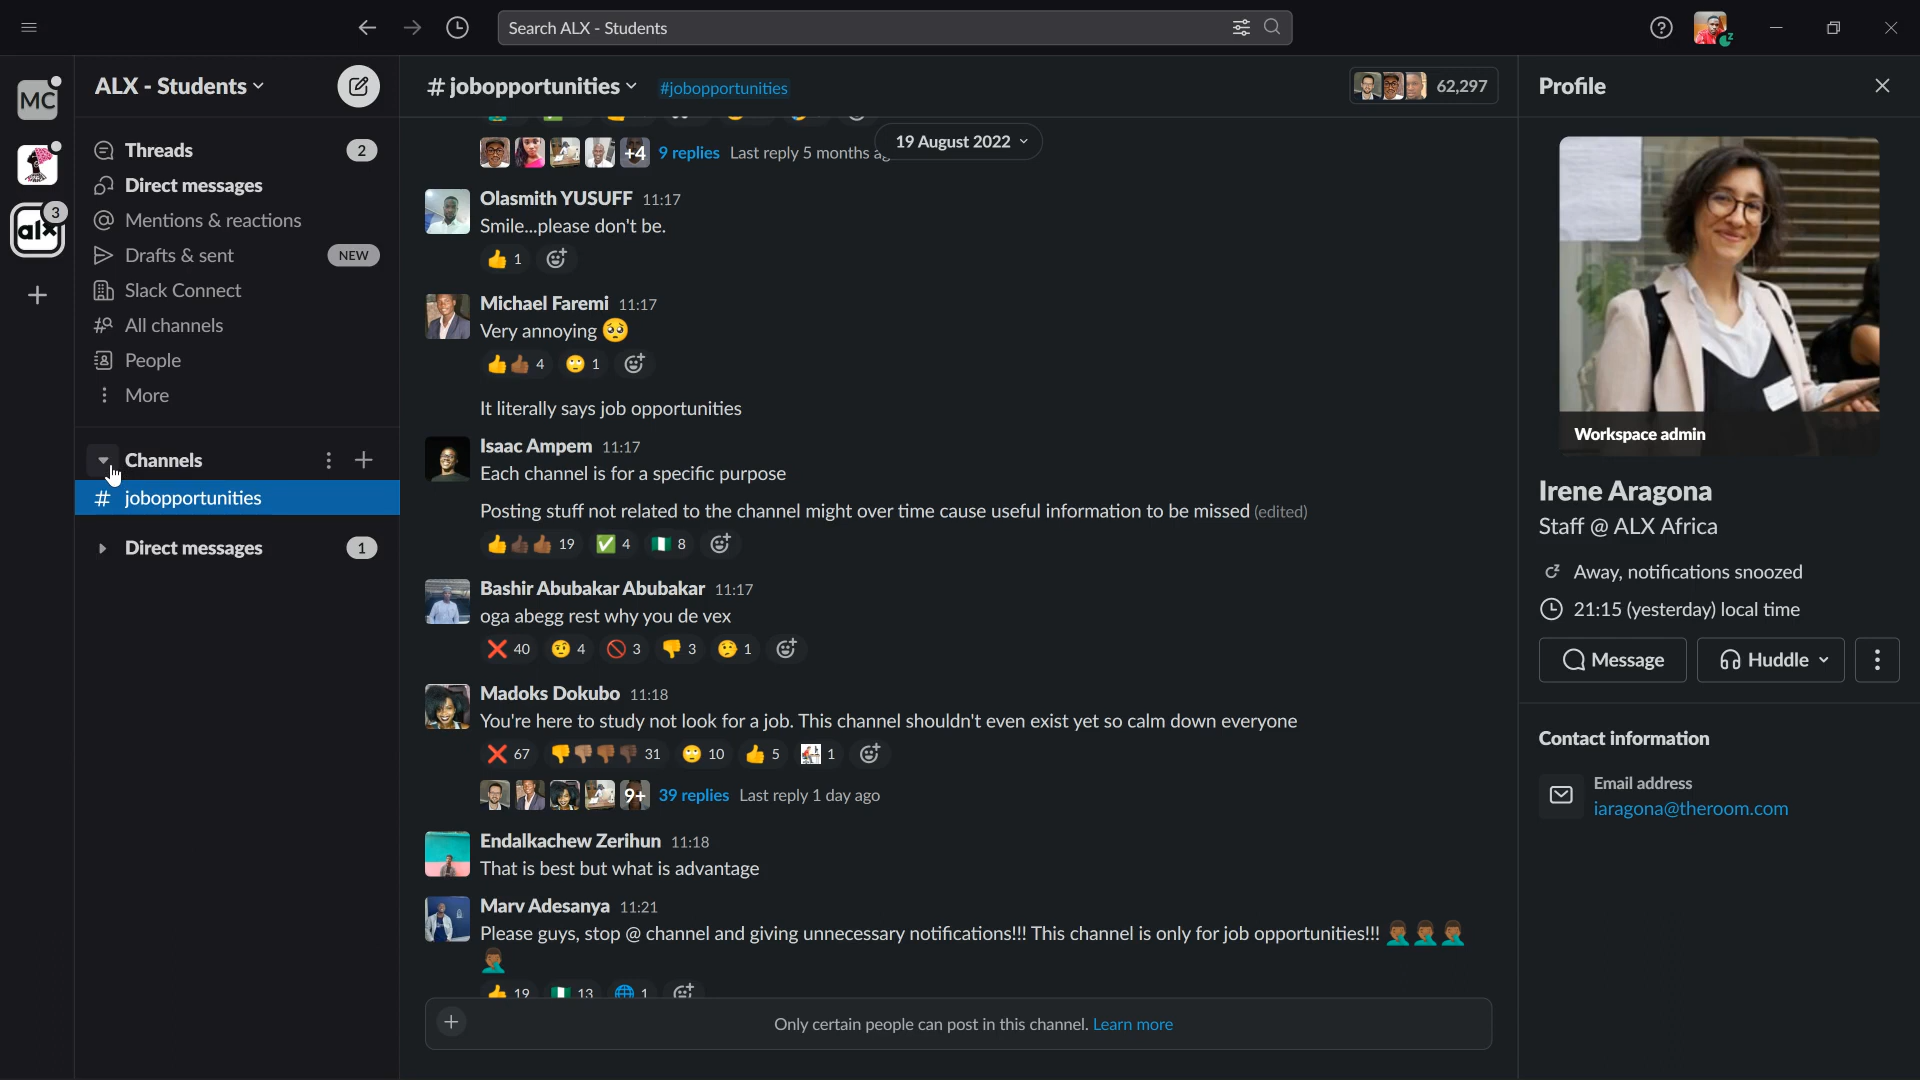 Search ALX - Students
MC
alx
3
ALX - Students
Threads 2
Direct messages
Mentions & reactions
Drafts & sent NEW
Slack Connect
All channels
People
More
Channels
# jobopportunities
Direct messages 1
# jobopportunities #jobopportunities 62,297
19 August 2022
+4 9 replies Last reply 5 months
Olasmith YUSUFF 11:17
Smile...please don't be.
👍 1
Michael Faremi 11:17
Very annoying 🥺
4 🙄 1
It literally says job opportunities
Isaac Ampem 11:17
Each channel is for a specific purpose
Posting stuff not related to the channel might over time cause useful information to be missed (edited)
19 ✅ 4 🇳🇬 8
Bashir Abubakar Abubakar 11:17
oga abegg rest why you de vex
❌ 40 🤨 4 🚫 3 👎 3 🤔 1
Madoks Dokubo 11:18
You're here to study not look for a job. This channel shouldn't even exist yet so calm down everyone
❌ 67 👎 31 🙄 10 👍 5 1
9+ 39 replies Last reply 1 day ago
Endalkachew Zerihun 11:18
That is best but what is advantage
Marv Adesanya 11:21
Please guys, stop @ channel and giving unnecessary notifications!!! This channel is only for job opportunities!!!
👍 19 🇳🇬 13 🌐 1
Only certain people can post in this channel. Learn more
Profile
Workspace admin
Irene Aragona
Staff @ ALX Africa
Away, notifications snoozed
21:15 (yesterday) local time
Message
Huddle
Contact information
Email address
iaragona@theroom.com